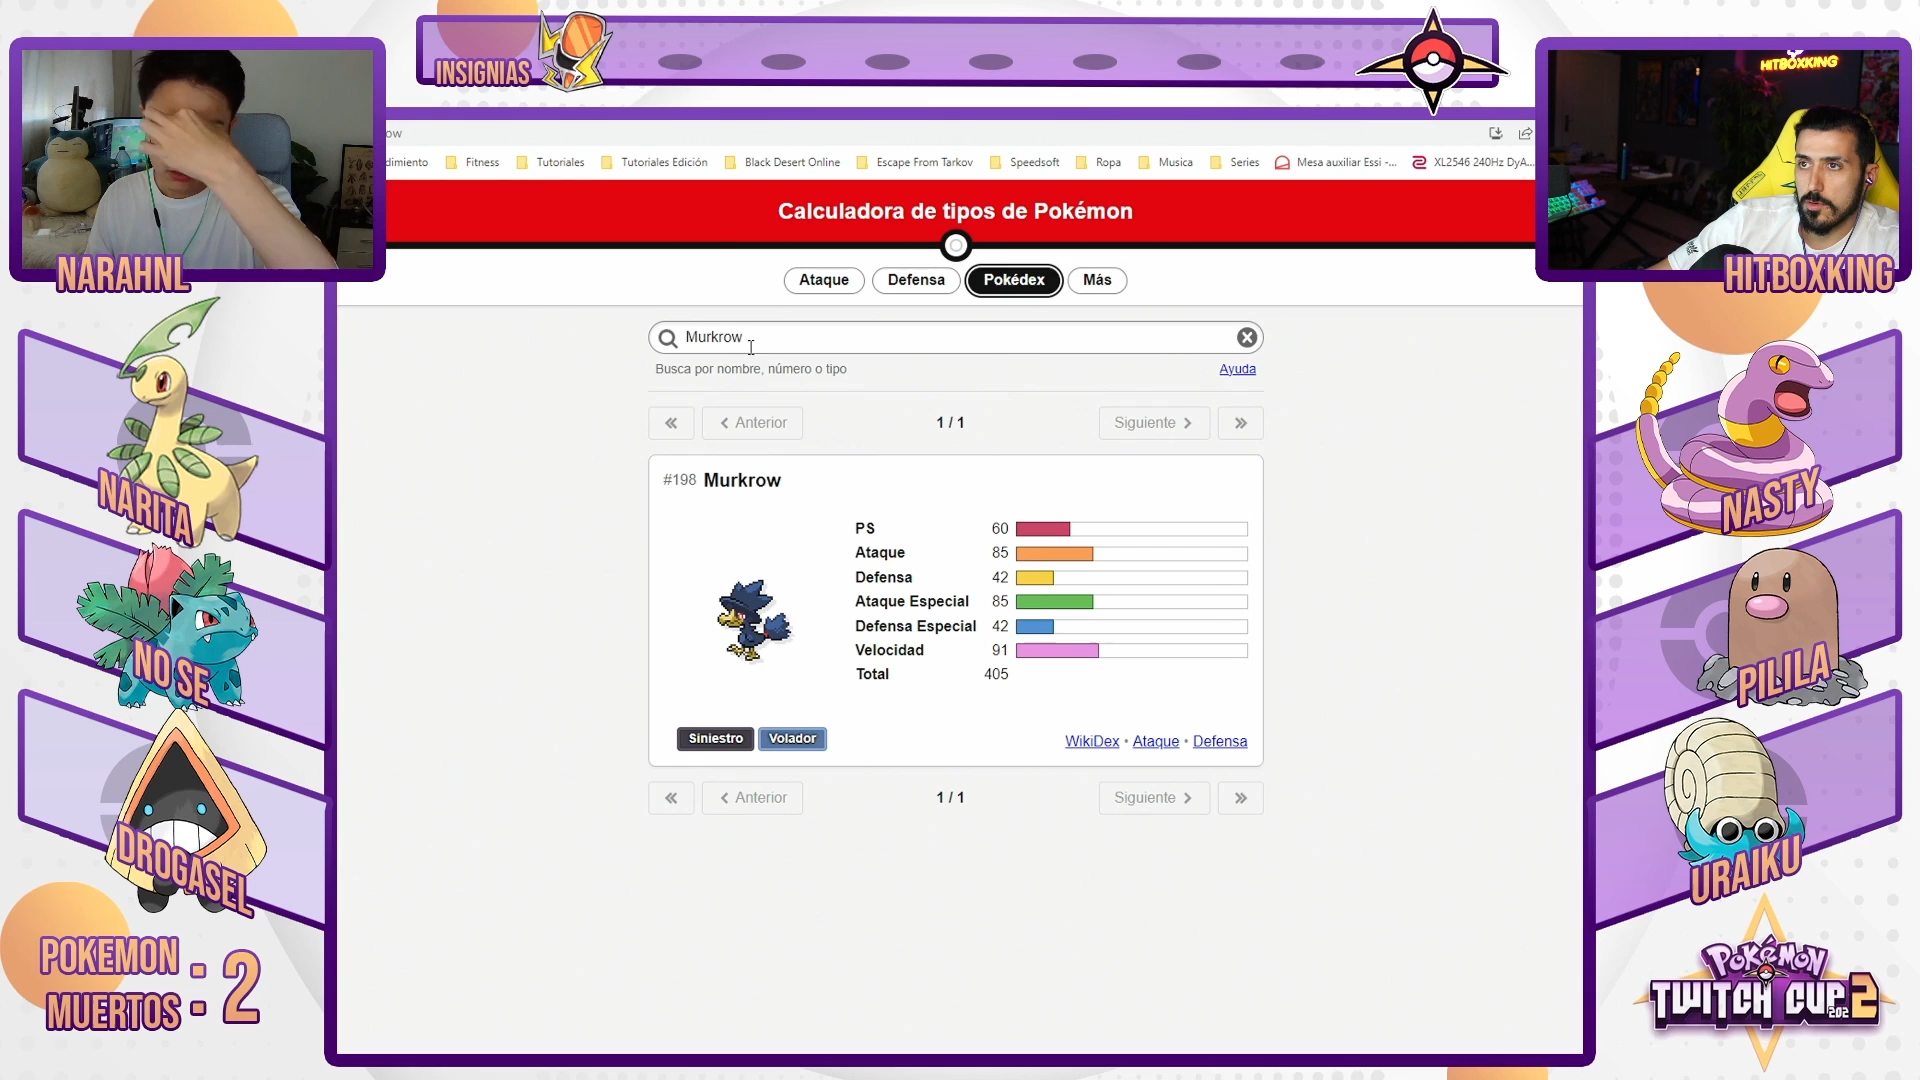 INSIGNIAS
HITBOXKING
NARAHNL
HITBOXKING
ow
dimiento
Fitness
Tutoriales
Tutoriales Edición
Black Desert Online
Escape From Tarkov
Speedsoft
Ropa
Musica
Series
Mesa auxiliar Essi -...
XL2546 240Hz DyA...
Calculadora de tipos de Pokémon
Ataque
Defensa
Pokédex
Más
Murkrow
Busca por nombre, número o tipo
Ayuda
« < Anterior 1 / 1 Siguiente > »
#198 Murkrow
PS 60
Ataque 85
Defensa 42
Ataque Especial 85
Defensa Especial 42
Velocidad 91
Total 405
Siniestro Volador
WikiDex • Ataque • Defensa
« < Anterior 1 / 1 Siguiente > »
NARITA
NO SE
DROGASEL
POKEMON
MUERTOS : 2
NASTY
PILILA
URAIKU
POKéMON
TWITCH CUP 2
202